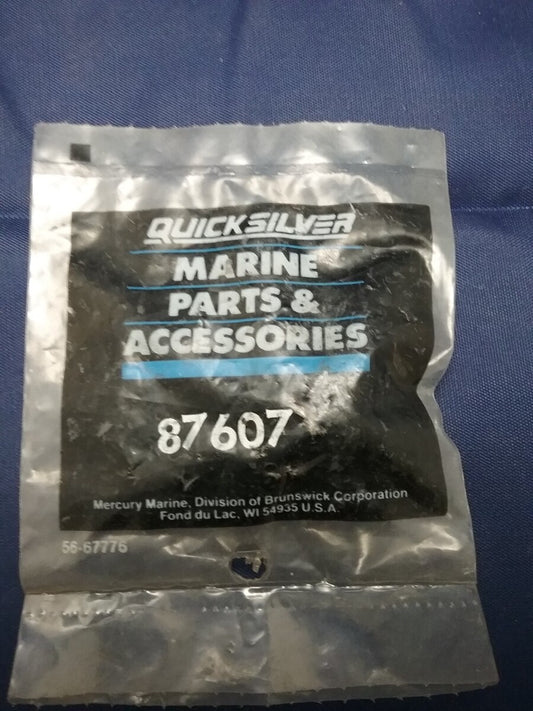 QUICKSILVER
MARINE
PARTS &
ACCESSORIES
87607
Mercury Marine, Division of Brunswick Corporation
Fond du Lac, WI 54935 U.S.A.
56-67776